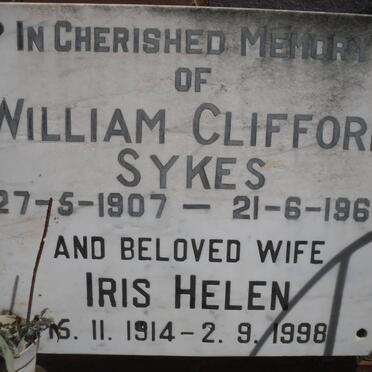 IN CHERISHED MEMORY
OF
WILLIAM CLIFFORD
SYKES
27-5-1907 — 21-6-196
AND BELOVED WIFE
IRIS HELEN
5. 11. 1914 - 2. 9. 1998